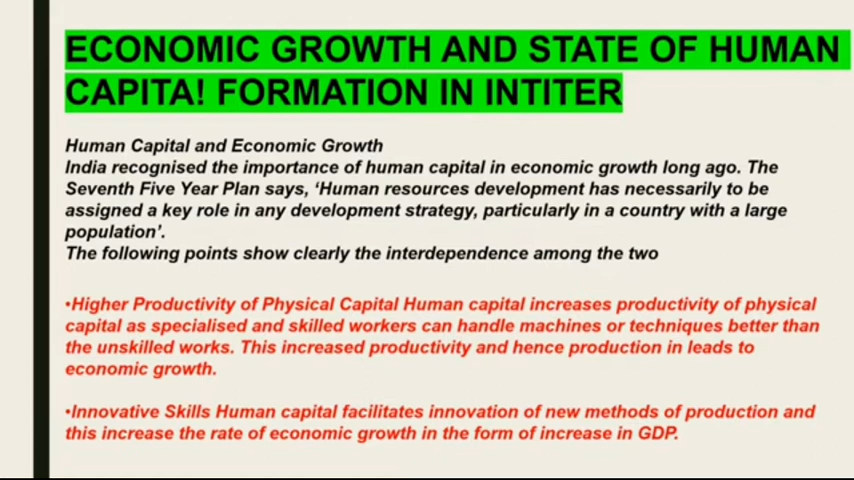 ECONOMIC GROWTH AND STATE OF HUMAN
CAPITA! FORMATION IN INTITER
Human Capital and Economic Growth
India recognised the importance of human capital in economic growth long ago. The
Seventh Five Year Plan says, ‘Human resources development has necessarily to be
assigned a key role in any development strategy, particularly in a country with a large
population’.
The following points show clearly the interdependence among the two
•Higher Productivity of Physical Capital Human capital increases productivity of physical
capital as specialised and skilled workers can handle machines or techniques better than
the unskilled works. This increased productivity and hence production in leads to
economic growth.
•Innovative Skills Human capital facilitates innovation of new methods of production and
this increase the rate of economic growth in the form of increase in GDP.